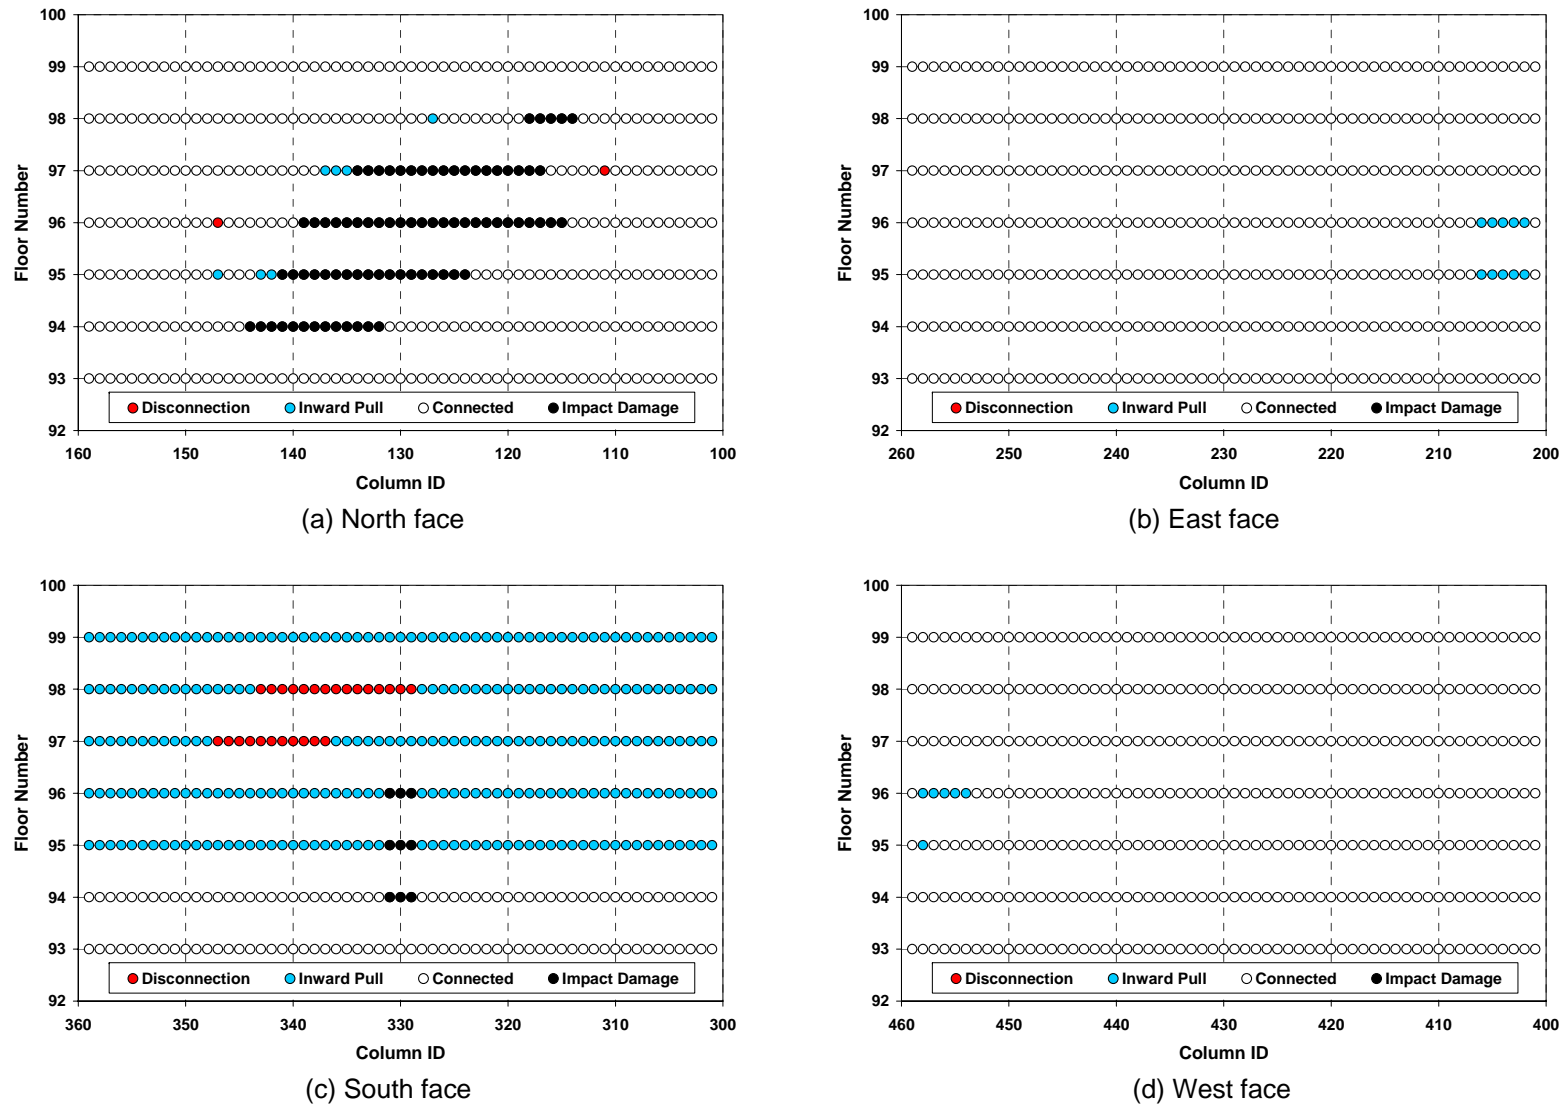 100
99
98
97
96
95
94
93
92
Floor Number
Disconnection Inward Pull Connected Impact Damage
160 150 140 130 120 110 100
Column ID
(a) North face
100
99
98
97
96
95
94
93
92
Floor Number
Disconnection Inward Pull Connected Impact Damage
260 250 240 230 220 210 200
Column ID
(b) East face
100
99
98
97
96
95
94
93
92
Floor Number
Disconnection Inward Pull Connected Impact Damage
360 350 340 330 320 310 300
Column ID
(c) South face
100
99
98
97
96
95
94
93
92
Floor Number
Disconnection Inward Pull Connected Impact Damage
460 450 440 430 420 410 400
Column ID
(d) West face